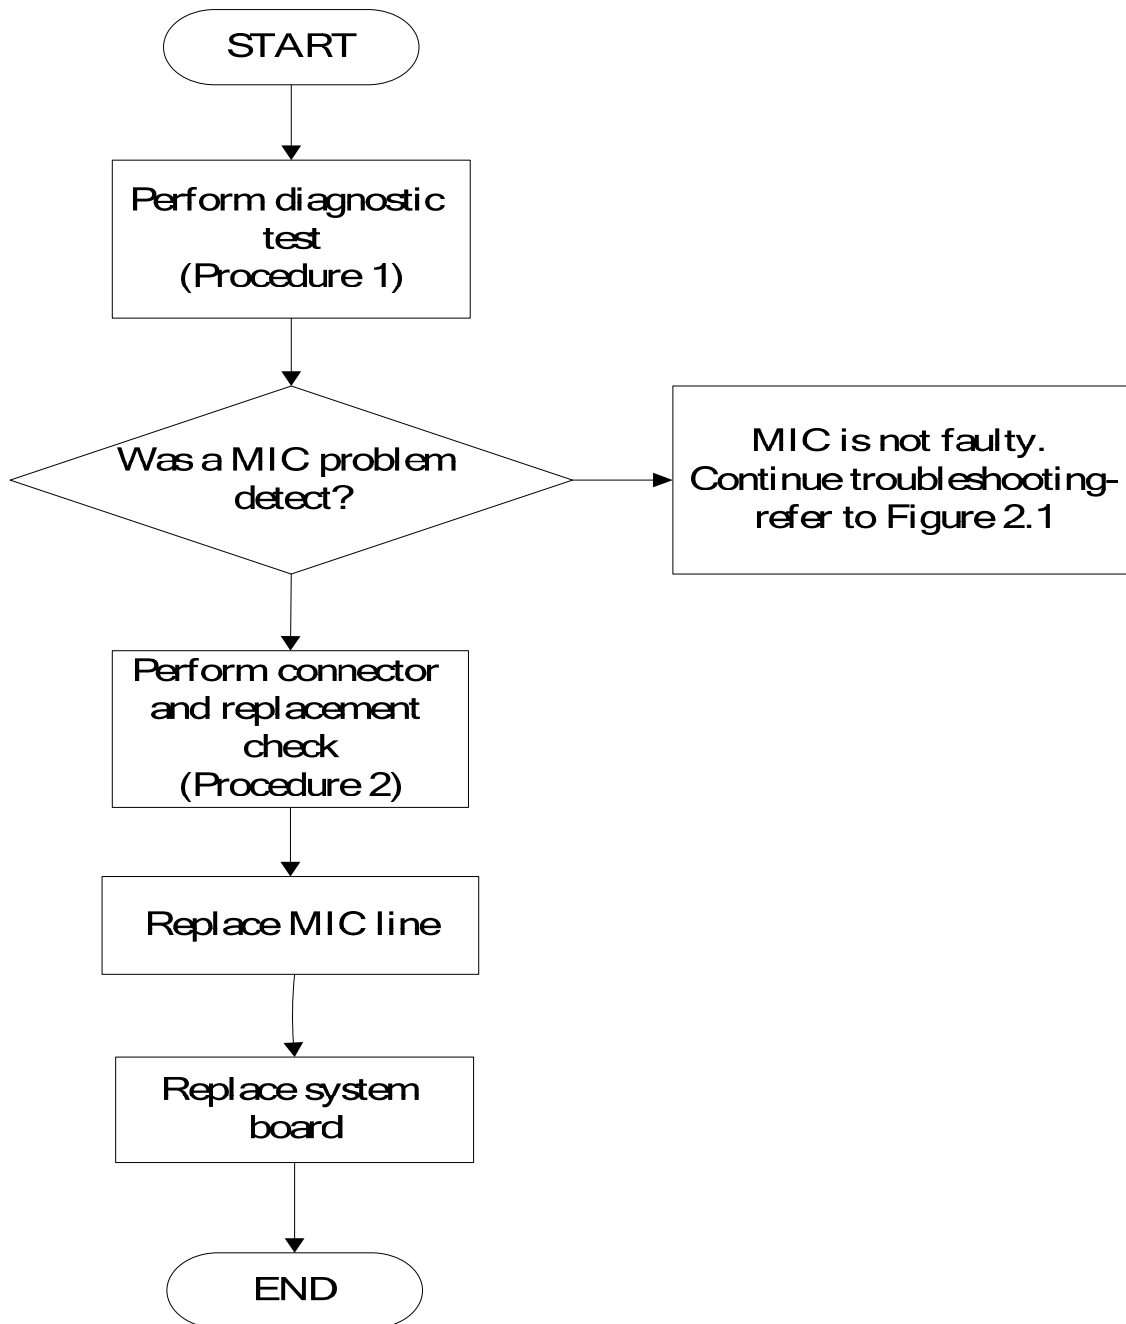 START
Perform diagnostic
test
(Procedure 1)
Was a MIC problem
detect?
MIC is not faulty.
Continue troubleshooting-
refer to Figure 2.1
Perform connector
and replacement
check
(Procedure 2)
Replace MIC line
Replace system
board
END